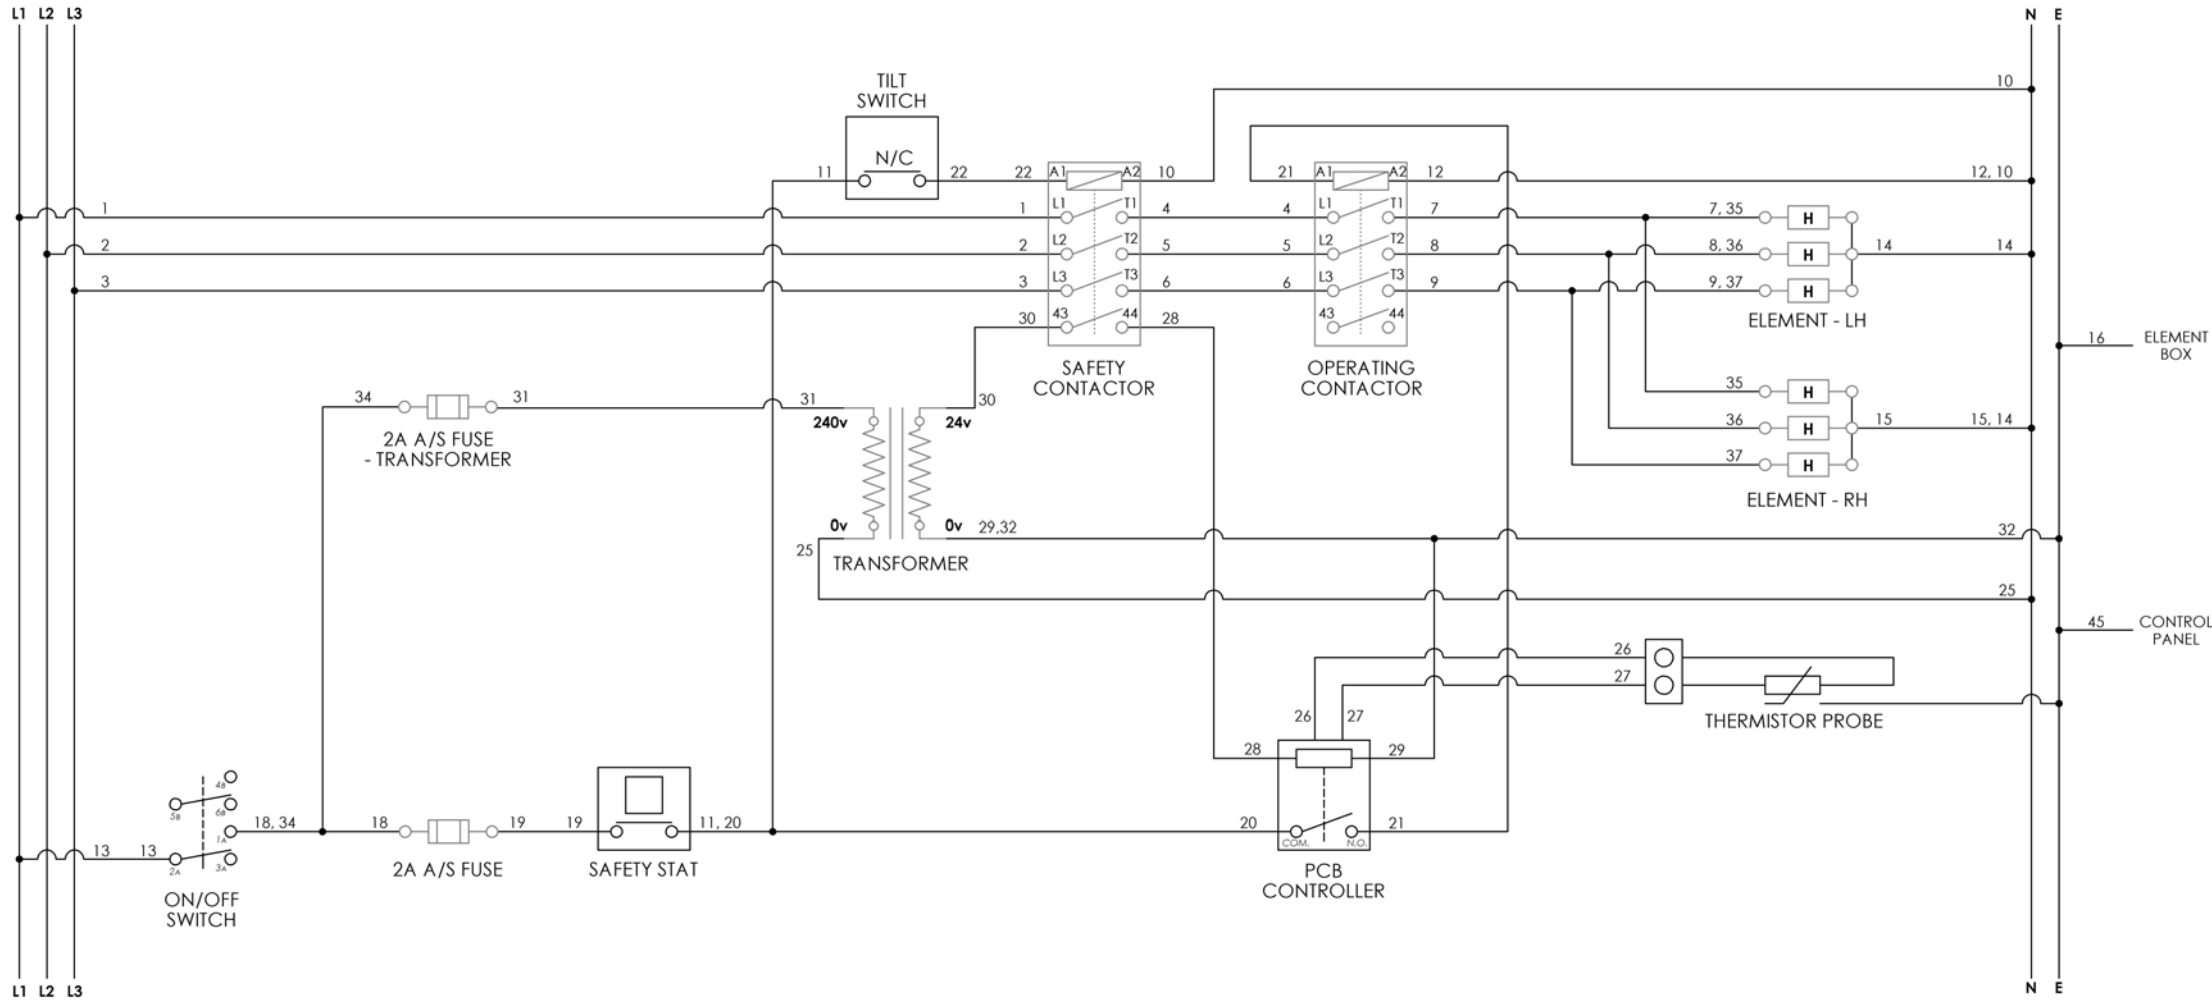 L1 L2 L3
N E
TILT
SWITCH
N/C
10
11
22
22
A1
A2
10
21
A1
A2
12
12, 10
1
1
L1
T1
4
4
L1
T1
7
7, 35
H
2
2
L2
T2
5
5
L2
T2
8
8, 36
H
14
14
3
3
L3
T3
6
6
L3
T3
9
9, 37
H
30
43
44
28
43
44
ELEMENT - LH
SAFETY
CONTACTOR
OPERATING
CONTACTOR
16
ELEMENT
BOX
34
31
31
30
240v
24v
2A A/S FUSE
- TRANSFORMER
35
H
36
H
15
15, 14
37
H
ELEMENT - RH
0v
0v
29,32
32
25
TRANSFORMER
25
45
CONTROL
PANEL
26
27
26
27
THERMISTOR PROBE
28
29
4B
5B
6B
1A
18, 34
18
19
19
11, 20
20
21
COM.
N.O.
13
13
2A
3A
2A A/S FUSE
SAFETY STAT
PCB
CONTROLLER
ON/OFF
SWITCH
L1 L2 L3
N E